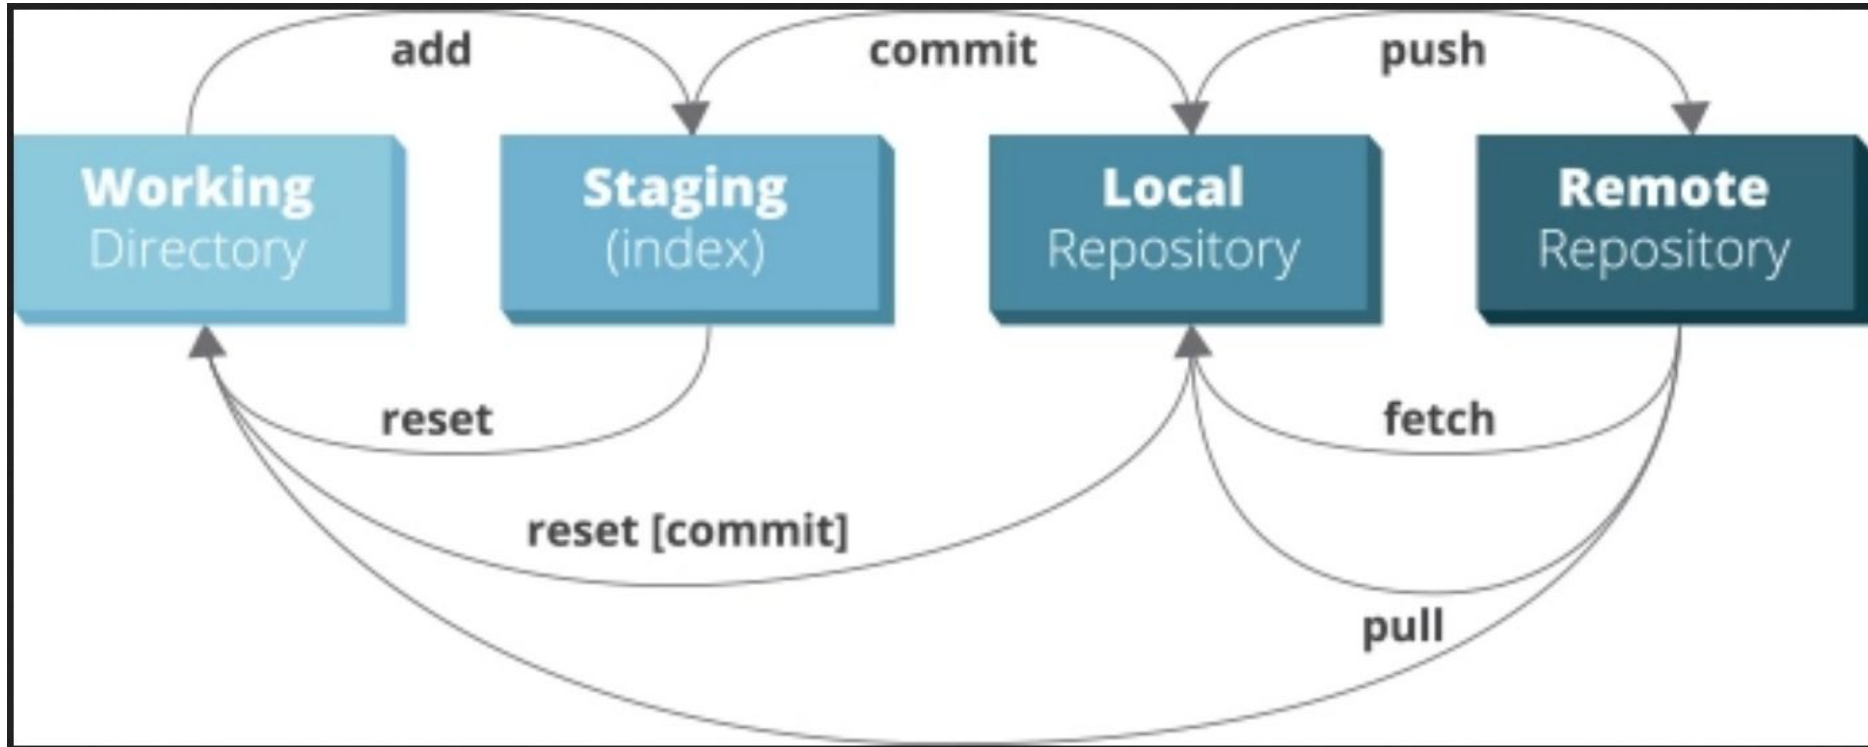 add
commit
push
Working
Directory
Staging
(index)
Local
Repository
Remote
Repository
reset
fetch
reset [commit]
pull